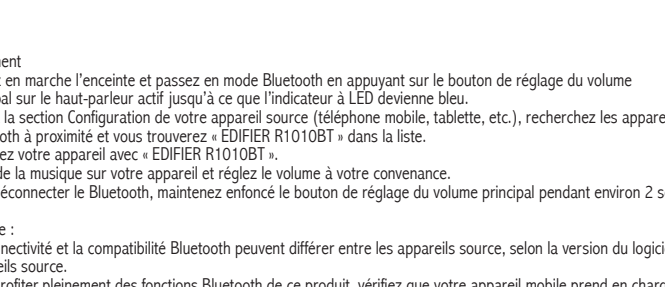 ent
en marche l’enceinte et passez en mode Bluetooth en appuyant sur le bouton de réglage du volume
al sur le haut-parleur actif jusqu’à ce que l’indicateur à LED devienne bleu.
la section Configuration de votre appareil source (téléphone mobile, tablette, etc.), recherchez les appare
oth à proximité et vous trouverez « EDIFIER R1010BT » dans la liste.
ez votre appareil avec « EDIFIER R1010BT ».
de la musique sur votre appareil et réglez le volume à votre convenance.
éconnecter le Bluetooth, maintenez enfoncé le bouton de réglage du volume principal pendant environ 2 s
e :
nectivité et la compatibilité Bluetooth peuvent différer entre les appareils source, selon la version du logici
eils source.
rofiter pleinement des fonctions Bluetooth de ce produit, vérifiez que votre appareil mobile prend en charg